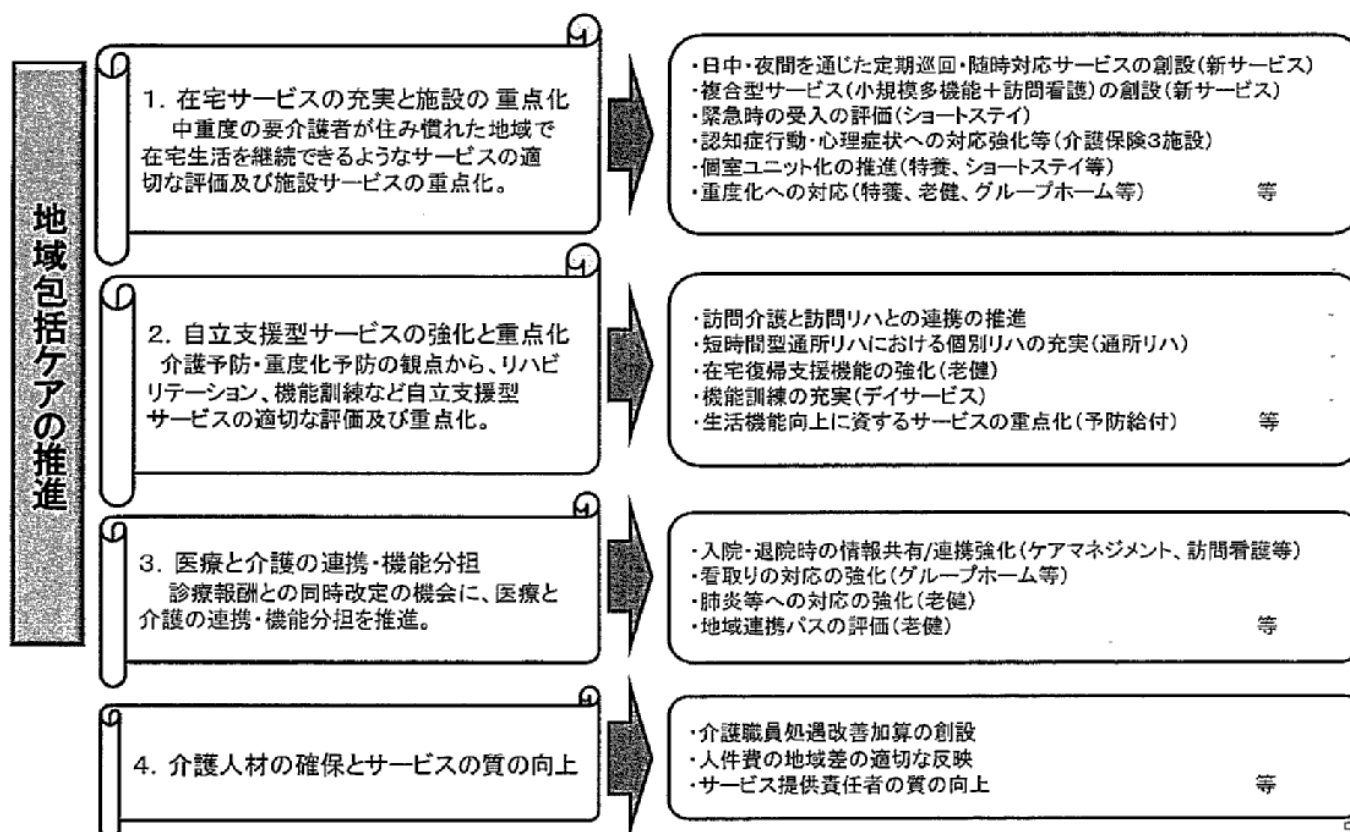 地域包括ケアの推進
1. 在宅サービスの充実と施設の 重点化
中重度の要介護者が住み慣れた地域で
在宅生活を継続できるようなサービスの適
切な評価及び施設サービスの重点化。
・日中・夜間を通じた定期巡回・随時対応サービスの創設(新サービス)
・複合型サービス(小規模多機能+訪問看護)の創設(新サービス)
・緊急時の受入の評価(ショートステイ)
・認知症行動・心理症状への対応強化等(介護保険3施設)
・個室ユニット化の推進(特養、ショートステイ等)
・重度化への対応(特養、老健、グループホーム等) 等
2. 自立支援型サービスの強化と重点化
介護予防・重度化予防の観点から、リハビ
リテーション、機能訓練など自立支援型
サービスの適切な評価及び重点化。
・訪問介護と訪問リハとの連携の推進
・短時間型通所リハにおける個別リハの充実(通所リハ)
・在宅復帰支援機能の強化(老健)
・機能訓練の充実(デイサービス)
・生活機能向上に資するサービスの重点化(予防給付) 等
3. 医療と介護の連携・機能分担
診療報酬との同時改定の機会に、医療と
介護の連携・機能分担を推進。
・入院・退院時の情報共有/連携強化(ケアマネジメント、訪問看護等)
・看取りの対応の強化(グループホーム等)
・肺炎等への対応の強化(老健)
・地域連携パスの評価(老健) 等
4. 介護人材の確保とサービスの質の向上
・介護職員処遇改善加算の創設
・人件費の地域差の適切な反映
・サービス提供責任者の質の向上 等